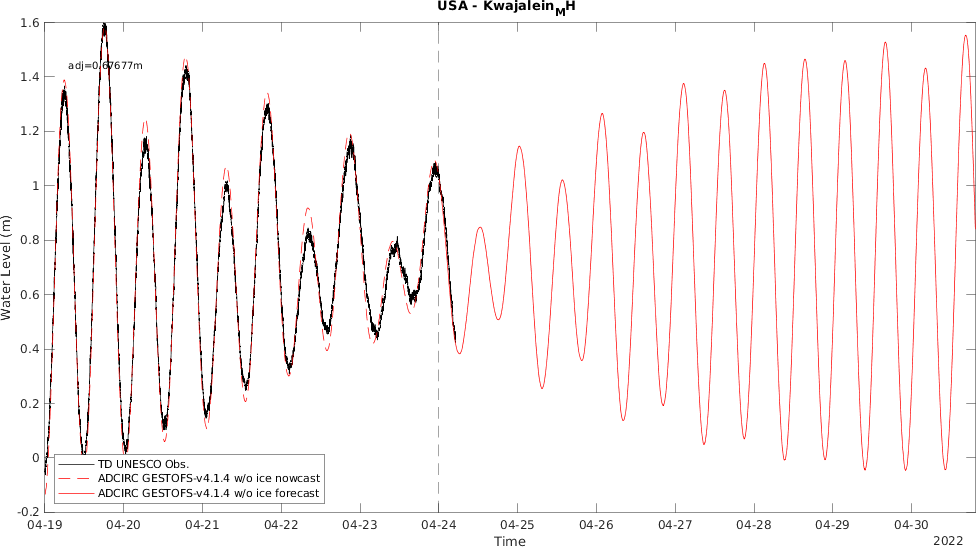 USA - KwajaleinMH
1.6
adj=0.67677m
1.4
1.2
1
0.8
0.6
0.4
0.2
0
-0.2
Water Level (m)
TD UNESCO Obs.
ADCIRC GESTOFS-v4.1.4 w/o ice nowcast
ADCIRC GESTOFS-v4.1.4 w/o ice forecast
04-19 04-20 04-21 04-22 04-23 04-24 04-25 04-26 04-27 04-28 04-29 04-30
Time
2022